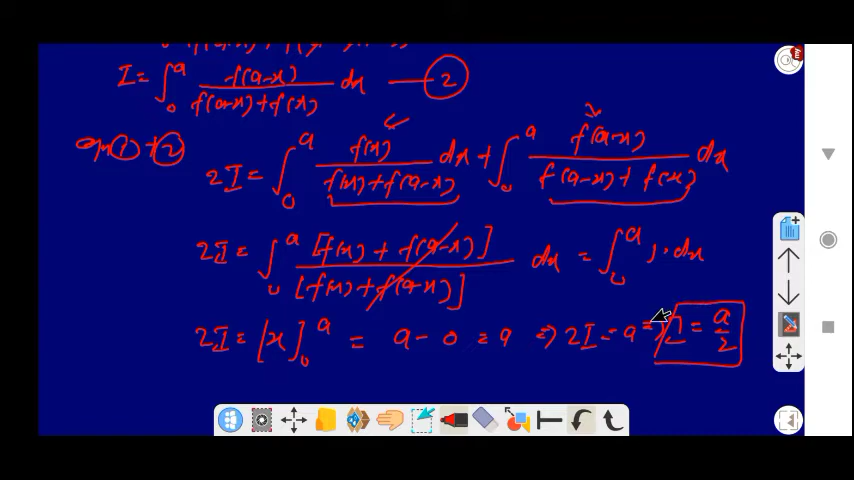 I = ∫₀ᵃ f(a-x) / f(a-x)+f(x) dx — 2
eqn (1) + (2)
2I = ∫₀ᵃ f(x) / f(x)+f(a-x) dx + ∫₀ᵃ f(a-x) / f(a-x)+f(x) dx
2I = ∫₀ᵃ [f(x)+f(a-x)] / [f(x)+f(a-x)] dx = ∫₀ᵃ 1·dx
2I = [x]₀ᵃ = a-0 = a ⇒ 2I = a ⇒ I = a/2